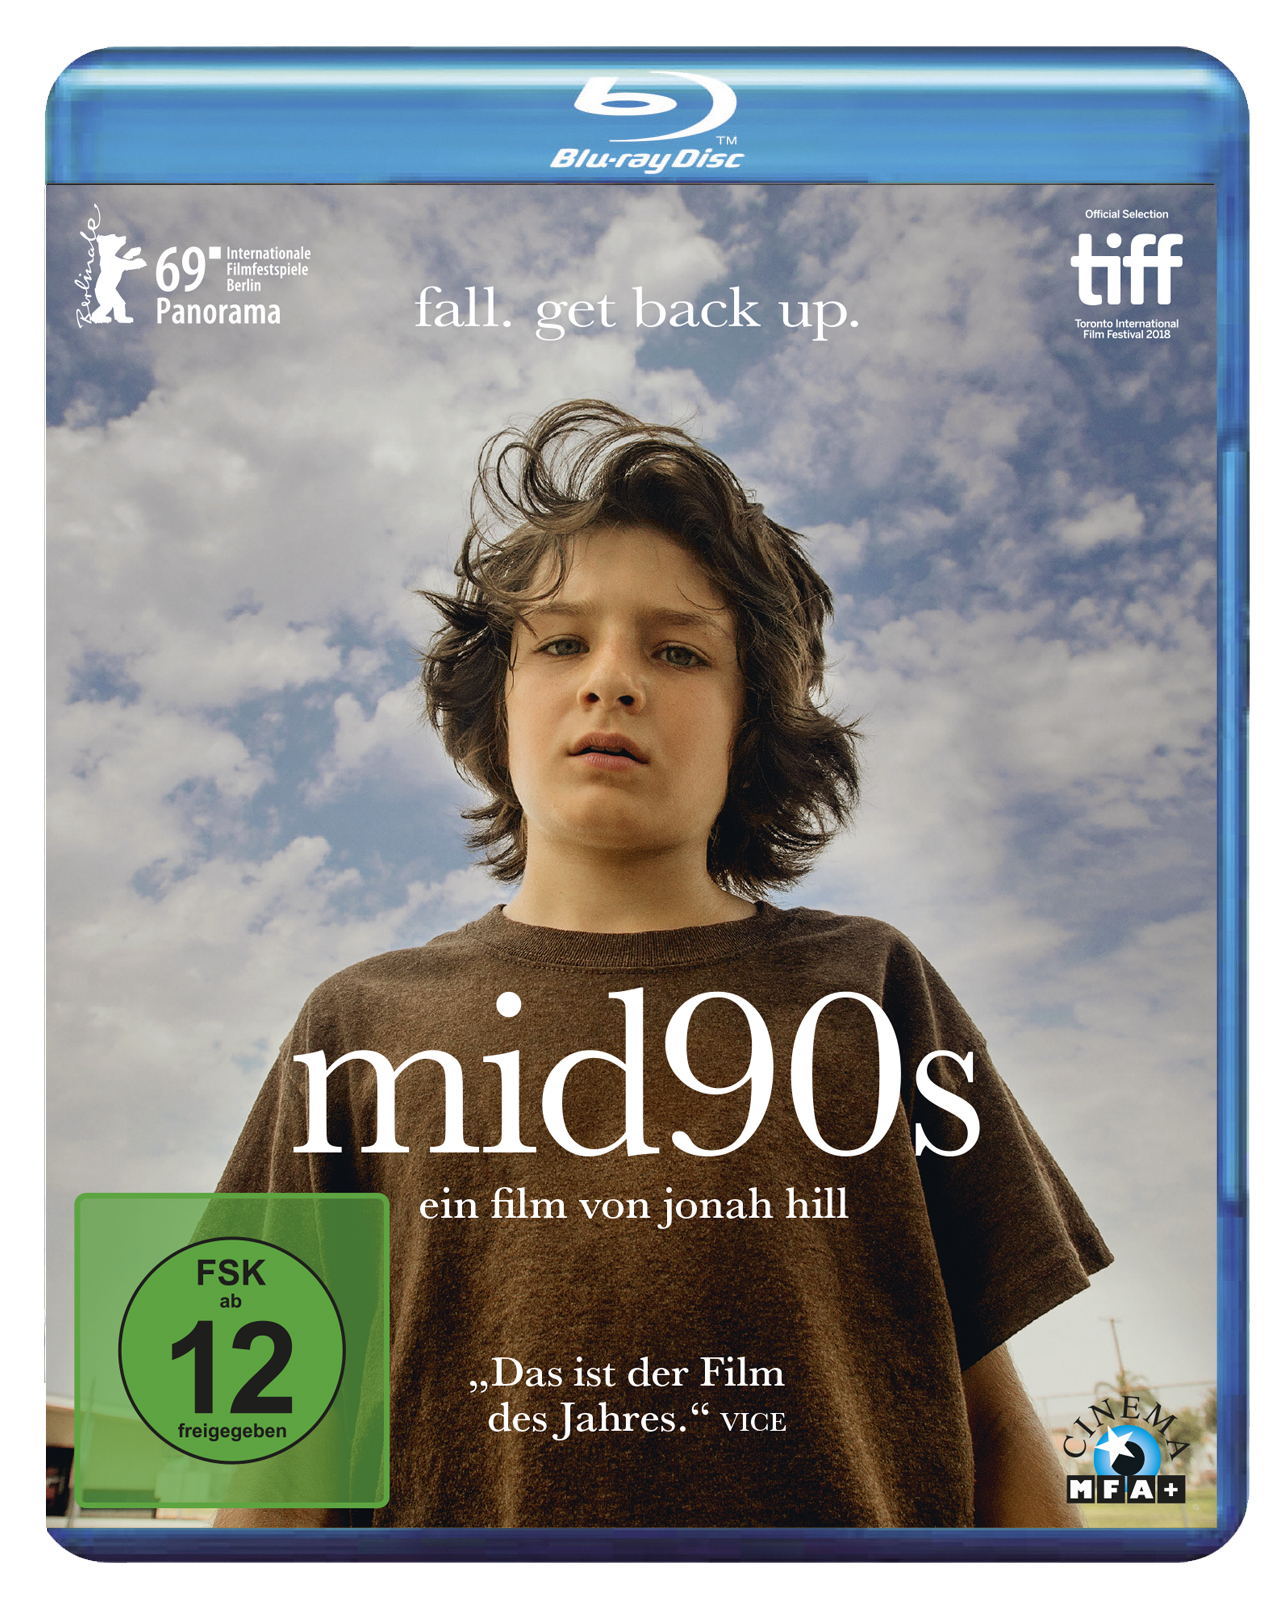 Blu-ray Disc
TM
Berlinale
69 Internationale
Filmfestspiele
Berlin
Panorama
Official Selection
tiff
Toronto International
Film Festival 2018
fall. get back up.
mid90s
ein film von jonah hill
FSK
ab
12
freigegeben
„Das ist der Film
des Jahres.“ VICE
CINEMA
MFA+